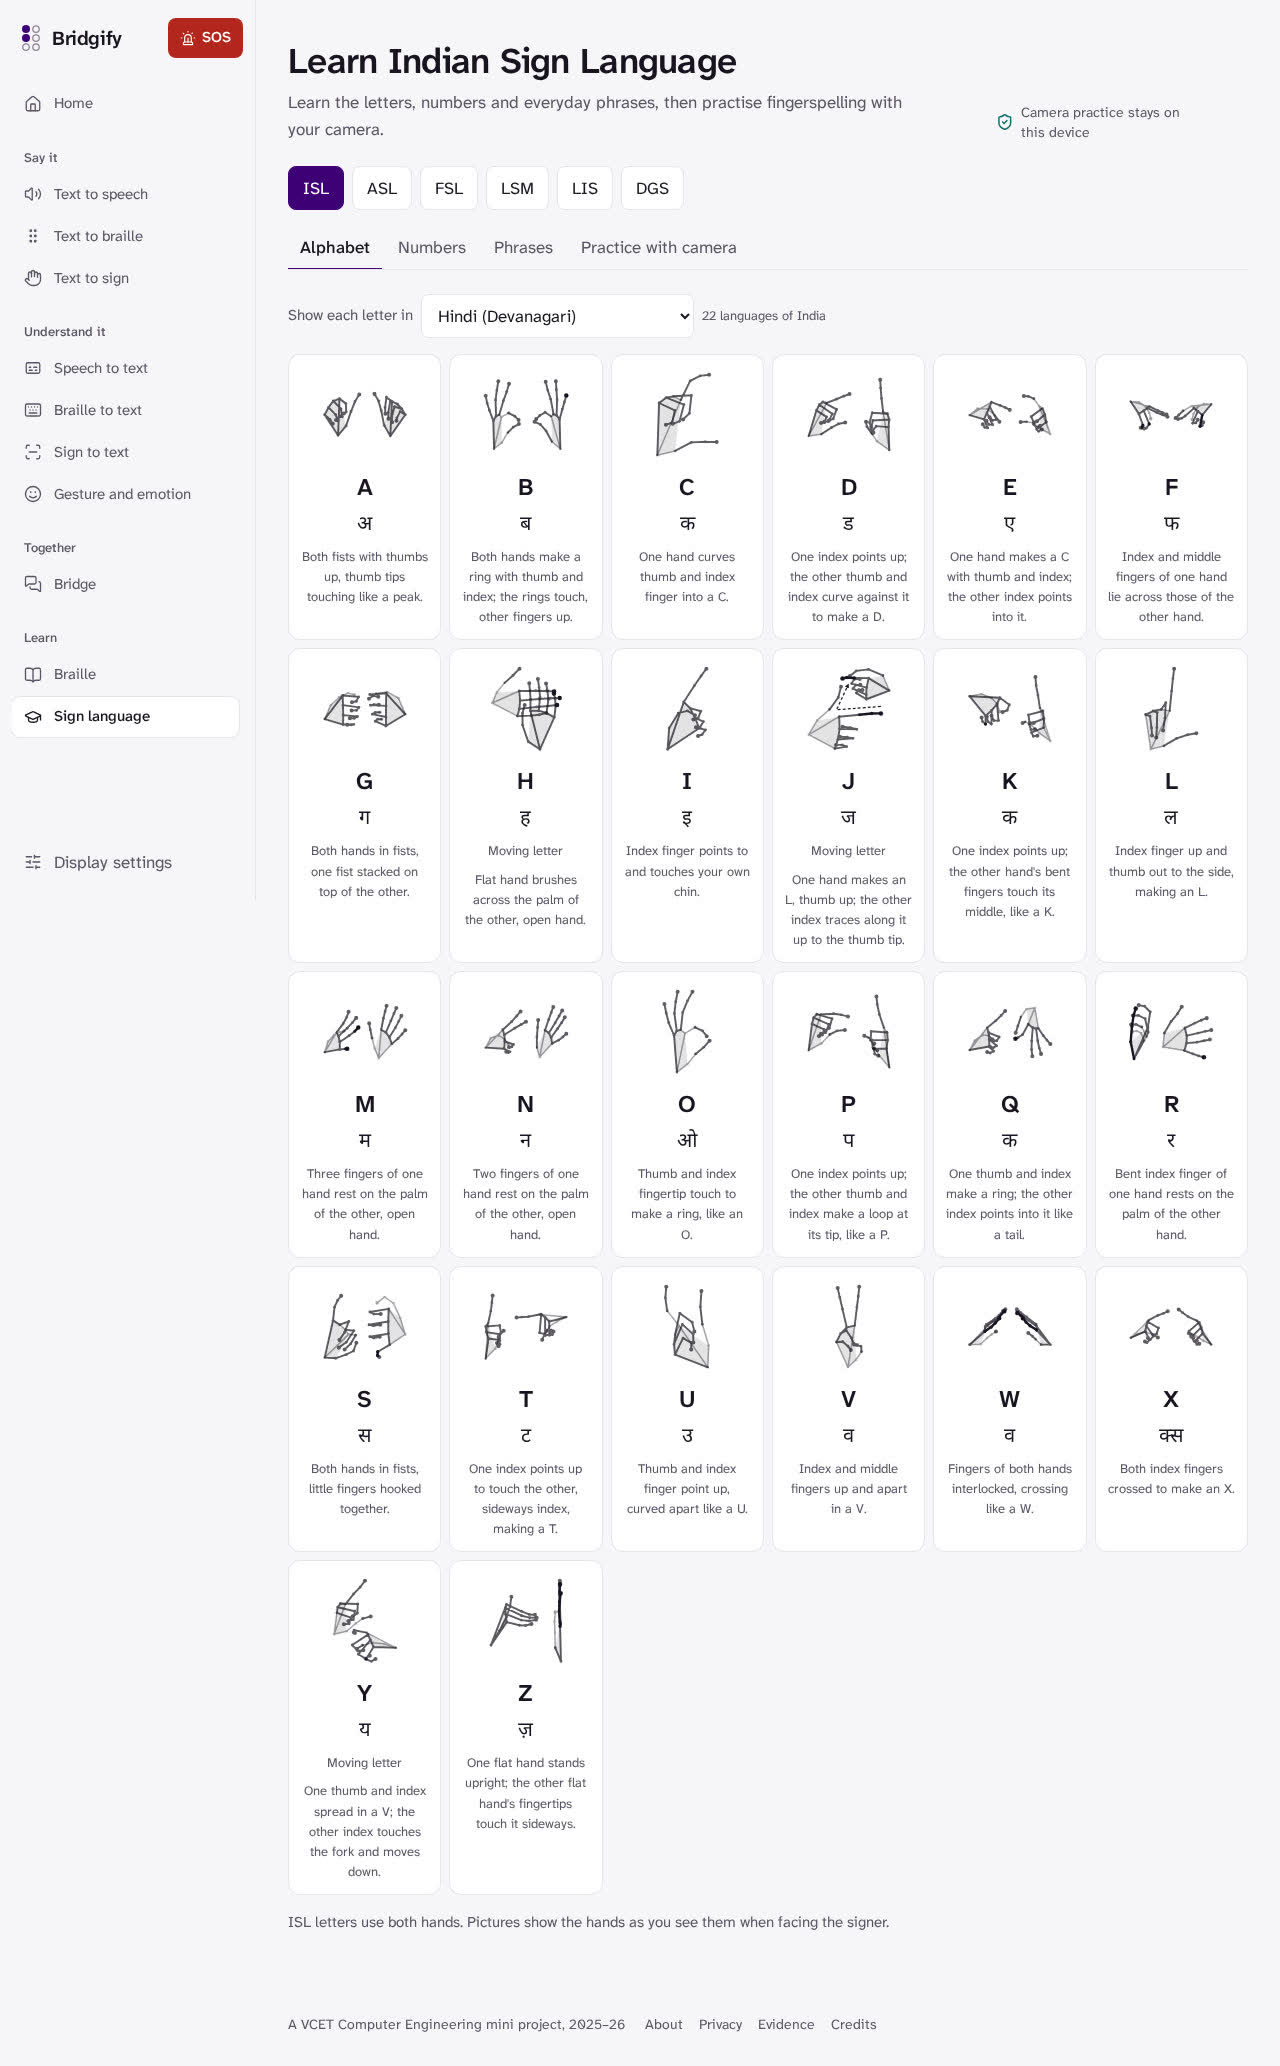 Bridgify
SOS
Home
Say it
Text to speech
Text to braille
Text to sign
Understand it
Speech to text
Braille to text
Sign to text
Gesture and emotion
Together
Bridge
Learn
Braille
Sign language
Display settings
Learn Indian Sign Language
Learn the letters, numbers and everyday phrases, then practise fingerspelling with
your camera.
Camera practice stays on
this device
ISL ASL FSL LSM LIS DGS
Alphabet Numbers Phrases Practice with camera
Show each letter in Hindi (Devanagari) 22 languages of India
A
अ
Both fists with thumbs
up, thumb tips
touching like a peak.
B
ब
Both hands make a
ring with thumb and
index; the rings touch,
other fingers up.
C
क
One hand curves
thumb and index
finger into a C.
D
ड
One index points up;
the other thumb and
index curve against it
to make a D.
E
ए
One hand makes a C
with thumb and index;
the other index points
into it.
F
फ
Index and middle
fingers of one hand
lie across those of the
other hand.
G
ग
Both hands in fists,
one fist stacked on
top of the other.
H
ह
Moving letter
Flat hand brushes
across the palm of
the other, open hand.
I
इ
Index finger points to
and touches your own
chin.
J
ज
Moving letter
One hand makes an
L, thumb up; the other
index traces along it
up to the thumb tip.
K
क
One index points up;
the other hand's bent
fingers touch its
middle, like a K.
L
ल
Index finger up and
thumb out to the side,
making an L.
M
म
Three fingers of one
hand rest on the palm
of the other, open
hand.
N
न
Two fingers of one
hand rest on the palm
of the other, open
hand.
O
ओ
Thumb and index
fingertip touch to
make a ring, like an
O.
P
प
One index points up;
the other thumb and
index make a loop at
its tip, like a P.
Q
क
One thumb and index
make a ring; the other
index points into it like
a tail.
R
र
Bent index finger of
one hand rests on the
palm of the other
hand.
S
स
Both hands in fists,
little fingers hooked
together.
T
ट
One index points up
to touch the other,
sideways index,
making a T.
U
उ
Thumb and index
finger point up,
curved apart like a U.
V
व
Index and middle
fingers up and apart
in a V.
W
व
Fingers of both hands
interlocked, crossing
like a W.
X
क्स
Both index fingers
crossed to make an X.
Y
य
Moving letter
One thumb and index
spread in a V; the
other index touches
the fork and moves
down.
Z
ज़
One flat hand stands
upright; the other flat
hand's fingertips
touch it sideways.
ISL letters use both hands. Pictures show the hands as you see them when facing the signer.
A VCET Computer Engineering mini project, 2025–26 About Privacy Evidence Credits